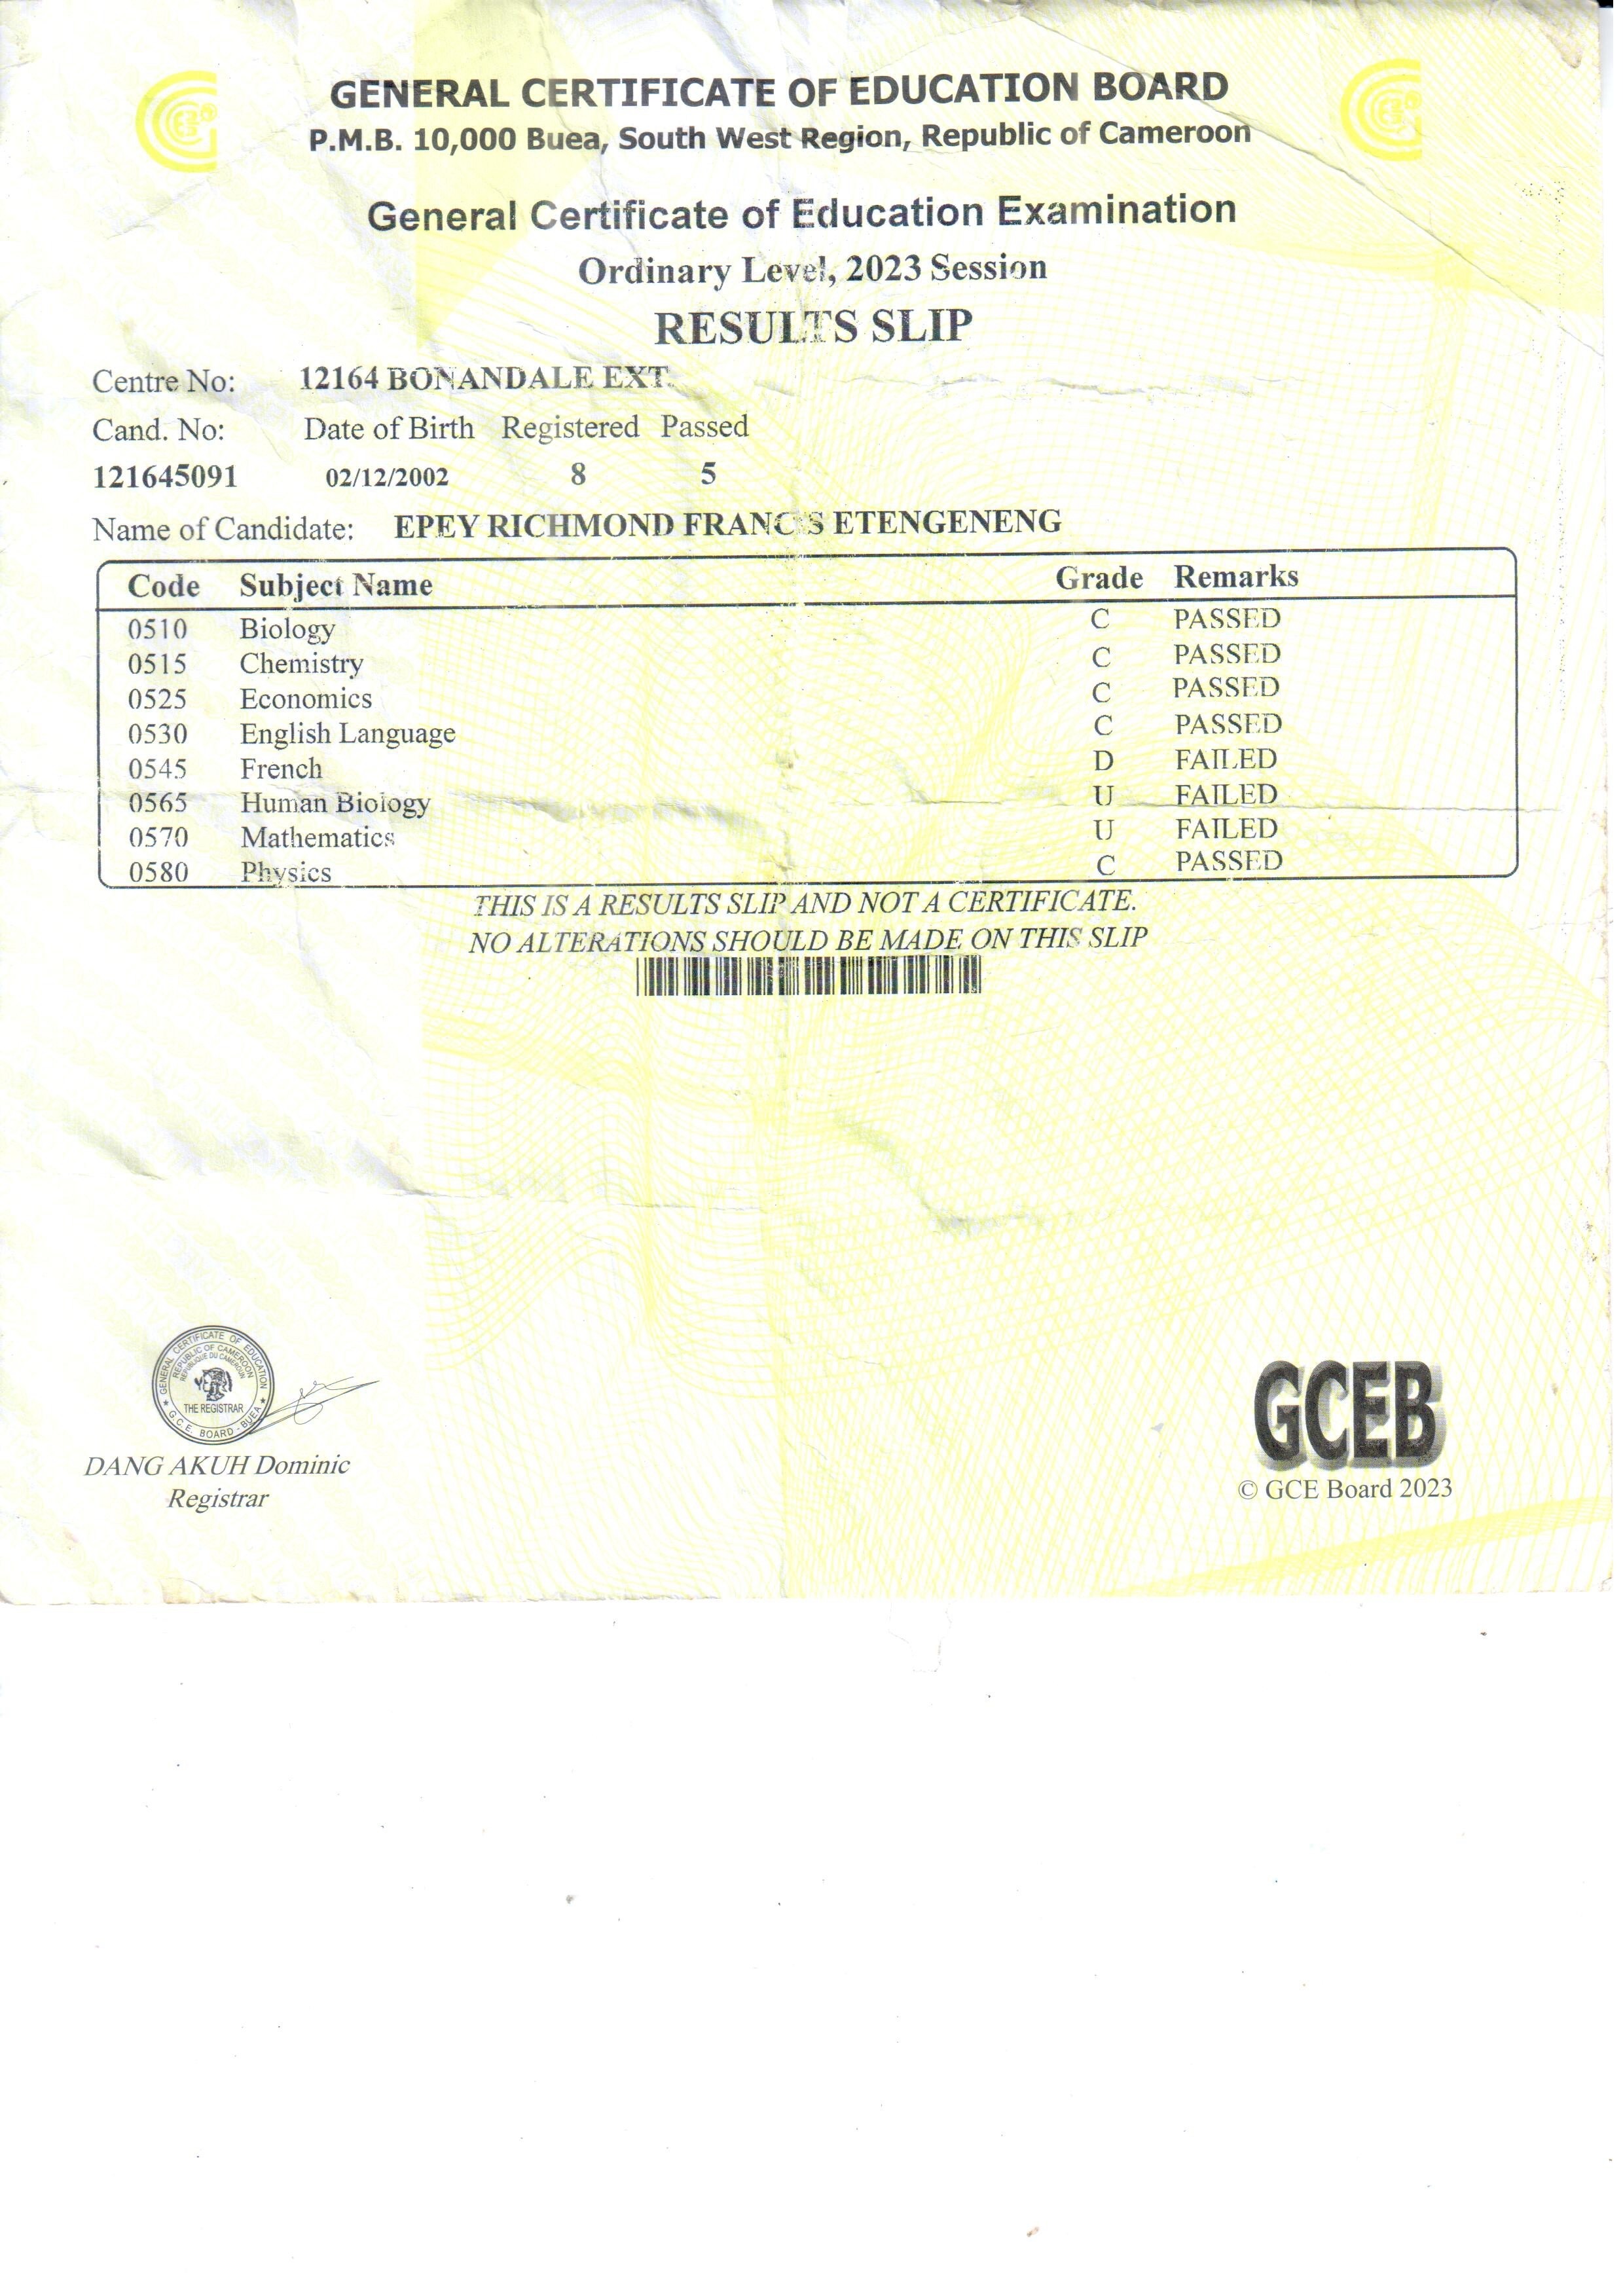 GENERAL CERTIFICATE OF EDUCATION BOARD
P.M.B. 10,000 Buea, South West Region, Republic of Cameroon
General Certificate of Education Examination
Ordinary Level, 2023 Session
RESULTS SLIP
Centre No: 12164 BONANDALE EXT.
Cand. No: Date of Birth Registered Passed
121645091 02/12/2002 8 5
Name of Candidate: EPEY RICHMOND FRANCIS ETENGENENG
Code Subject Name Grade Remarks
0510 Biology C PASSED
0515 Chemistry C PASSED
0525 Economics C PASSED
0530 English Language C PASSED
0545 French D FAILED
0565 Human Biology U FAILED
0570 Mathematics U FAILED
0580 Physics C PASSED
THIS IS A RESULTS SLIP AND NOT A CERTIFICATE.
NO ALTERATIONS SHOULD BE MADE ON THIS SLIP
GENERAL CERTIFICATE OF EDUCATION
REPUBLIC OF CAMEROON
REPUBLIQUE DU CAMEROUN
THE REGISTRAR
G.C.E. BOARD - BUEA
DANG AKUH Dominic
Registrar
GCEB
© GCE Board 2023